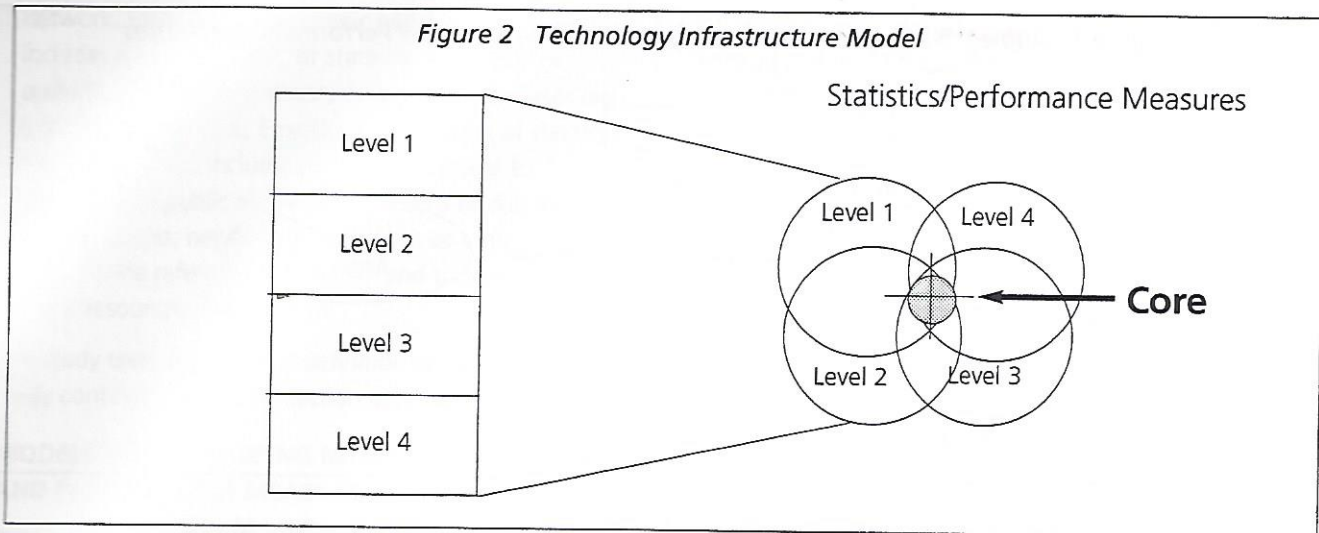 Figure 2 Technology Infrastructure Model
Statistics/Performance Measures
Level 1
Level 2
Level 3
Level 4
Level 1
Level 4
Core
Level 2
Level 3